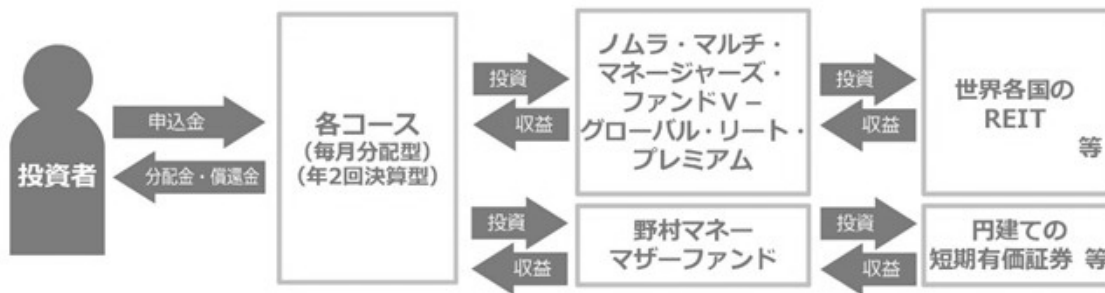 投資者
申込金
分配金・償還金
各コース
（毎月分配型）
（年2回決算型）
投資
収益
ノムラ・マルチ・
マネージャーズ・
ファンドⅤ－
グローバル・リート・
プレミアム
投資
収益
世界各国の
REIT
等
投資
収益
野村マネー
マザーファンド
投資
収益
円建ての
短期有価証券 等